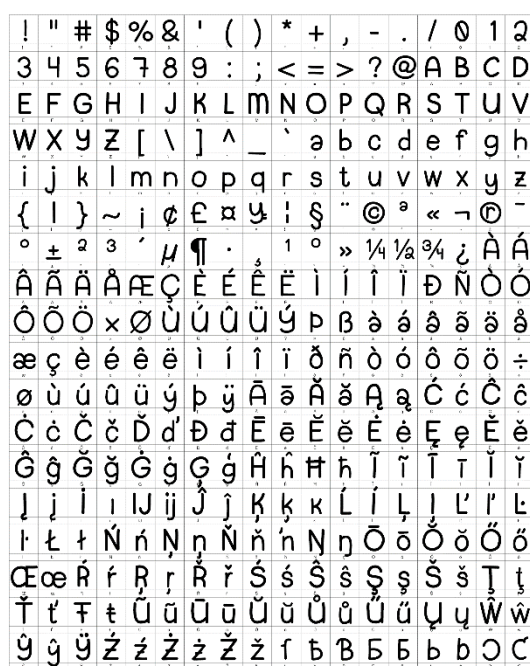 ! " # $ % & ' ( ) * + , - . / 0 1 2
3 4 5 6 7 8 9 : ; < = > ? @ A B C D
E F G H I J K L M N O P Q R S T U V
W X Y Z [ \ ] ^ _ ` a b c d e f g h
i j k l m n o p q r s t u v w x y z
{ | } ~ ¡ ¢ £ ¤ ¥ ¦ § ¨ © ª « ¬ ® ¯
° ± ² ³ ´ µ ¶ · ¸ ¹ º » ¼ ½ ¾ ¿ À Á
Â Ã Ä Å Æ Ç È É Ê Ë Ì Í Î Ï Ð Ñ Ò Ó
Ô Õ Ö × Ø Ù Ú Û Ü Ý Þ ß à á â ã ä å
æ ç è é ê ë ì í î ï ð ñ ò ó ô õ ö ÷
ø ù ú û ü ý þ ÿ Ā ā Ă ă Ą ą Ć ć Ĉ ĉ
Ċ ċ Č č Ď ď Đ đ Ē ē Ĕ ĕ Ė ė Ę ę Ě ě
Ĝ ĝ Ğ ğ Ġ ġ Ģ ģ Ĥ ĥ Ħ ħ Ĩ ĩ Ī ī Ĭ ĭ
Į į İ ı Ĳ ĳ Ĵ ĵ Ķ ķ ĸ Ĺ ĺ Ļ ļ Ľ ľ Ŀ
ŀ Ł ł Ń ń Ņ ņ Ň ň ŉ Ŋ ŋ Ō ō Ŏ ŏ Ő ő
Œ œ Ŕ ŕ Ŗ ŗ Ř ř Ś ś Ŝ ŝ Ş ş Š š Ţ ţ
Ť ť Ŧ ŧ Ũ ũ Ū ū Ŭ ŭ Ů ů Ű ű Ų ų Ŵ ŵ
Ŷ ŷ Ÿ Ź ź Ż ż Ž ž ſ ƀ Ɓ Ƃ ƃ Ƅ ƅ Ɔ Ƈ